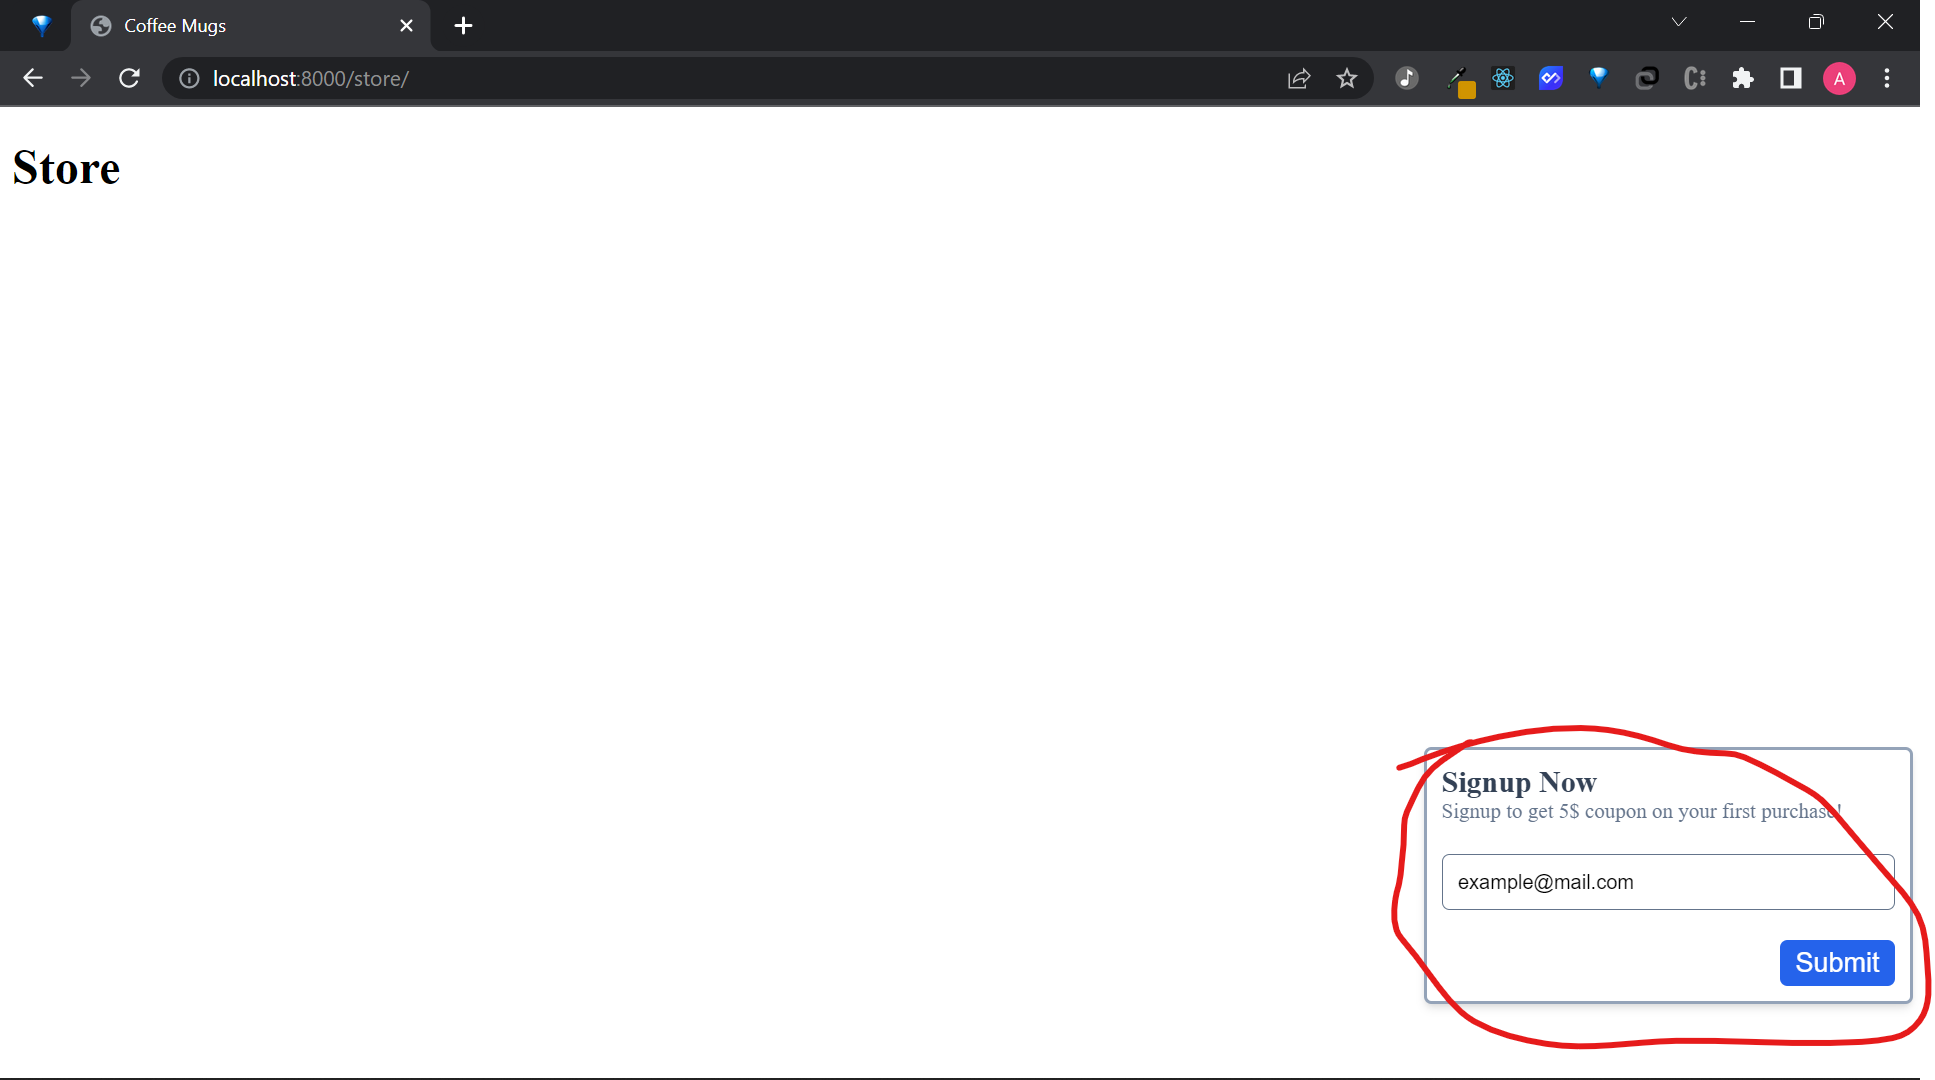 Coffee Mugs
localhost:8000/store/
A
Store
Signup Now
Signup to get 5$ coupon on your first purchase!
example@mail.com
Submit